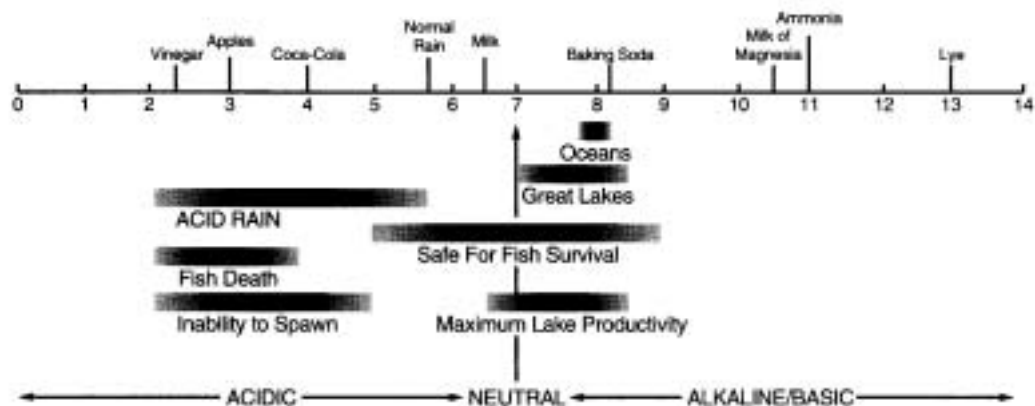 Vinegar
Apples
Coca-Cola
Normal
Rain
Milk
Baking Soda
Milk of
Magnesia
Ammonia
Lye
0 1 2 3 4 5 6 7 8 9 10 11 12 13 14
Oceans
Great Lakes
ACID RAIN
Safe For Fish Survival
Fish Death
Inability to Spawn
Maximum Lake Productivity
ACIDIC NEUTRAL ALKALINE/BASIC